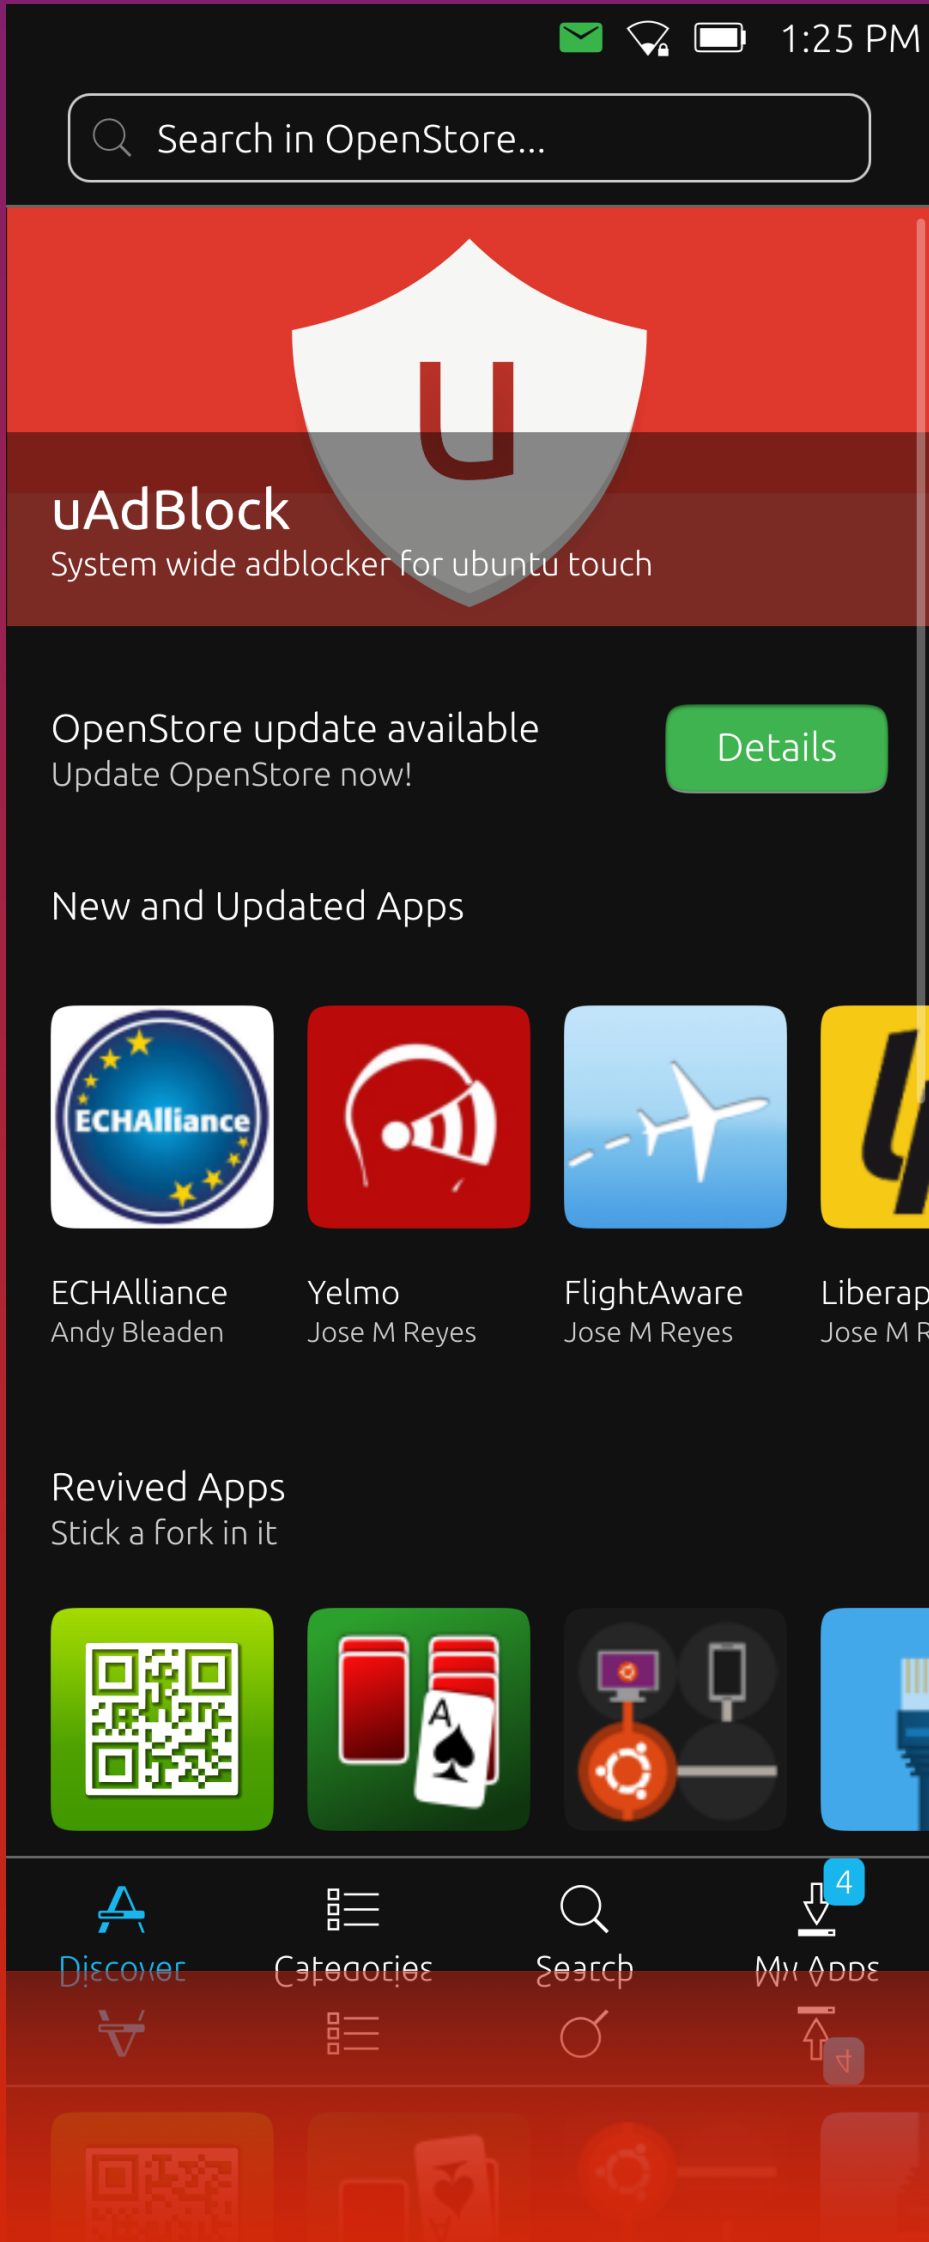 1:25 PM
Search in OpenStore...
u
uAdBlock
System wide adblocker for ubuntu touch
OpenStore update available
Update OpenStore now!
Details
New and Updated Apps
ECHAlliance
ECHAlliance
Andy Bleaden
Yelmo
Jose M Reyes
FlightAware
Jose M Reyes
Liberap
Jose M R
Revived Apps
Stick a fork in it
A
4
Discover
Categories
Search
My Apps